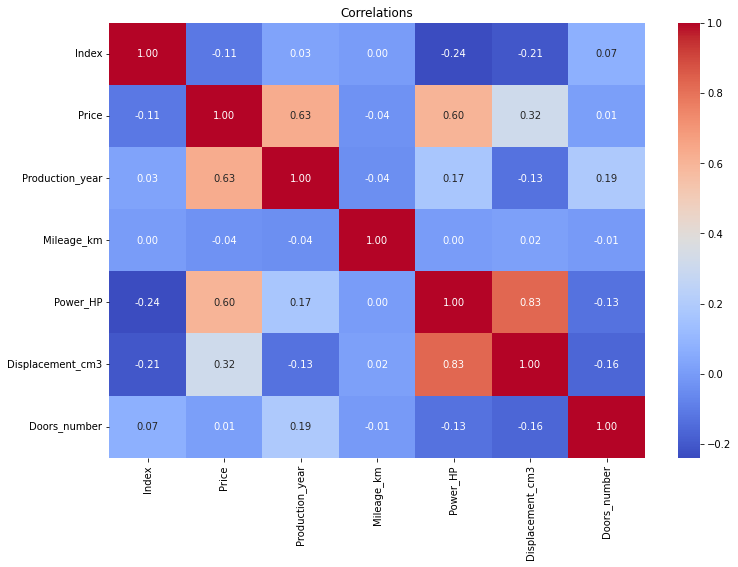 Correlations
Index 1.00 -0.11 0.03 0.00 -0.24 -0.21 0.07
Price -0.11 1.00 0.63 -0.04 0.60 0.32 0.01
Production_year 0.03 0.63 1.00 -0.04 0.17 -0.13 0.19
Mileage_km 0.00 -0.04 -0.04 1.00 0.00 0.02 -0.01
Power_HP -0.24 0.60 0.17 0.00 1.00 0.83 -0.13
Displacement_cm3 -0.21 0.32 -0.13 0.02 0.83 1.00 -0.16
Doors_number 0.07 0.01 0.19 -0.01 -0.13 -0.16 1.00
Index
Price
Production_year
Mileage_km
Power_HP
Displacement_cm3
Doors_number
1.0
0.8
0.6
0.4
0.2
0.0
−0.2